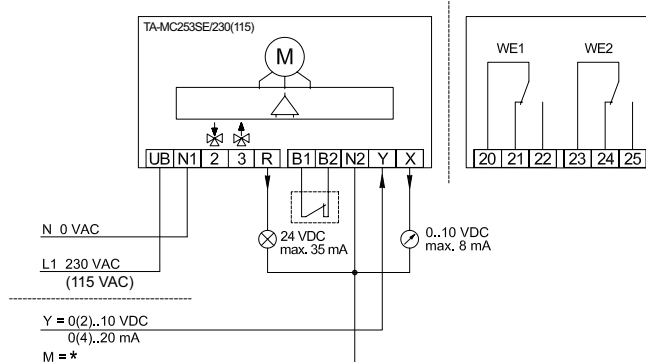 TA-MC253SE/230(115)
M
WE1 WE2
UB N1 2 3 R B1 B2 N2 Y X
20 21 22 23 24 25
N 0 VAC
24 VDC
max. 35 mA
0..10 VDC
max. 8 mA
L1 230 VAC
(115 VAC)
Y = 0(2)..10 VDC
0(4)..20 mA
M = *